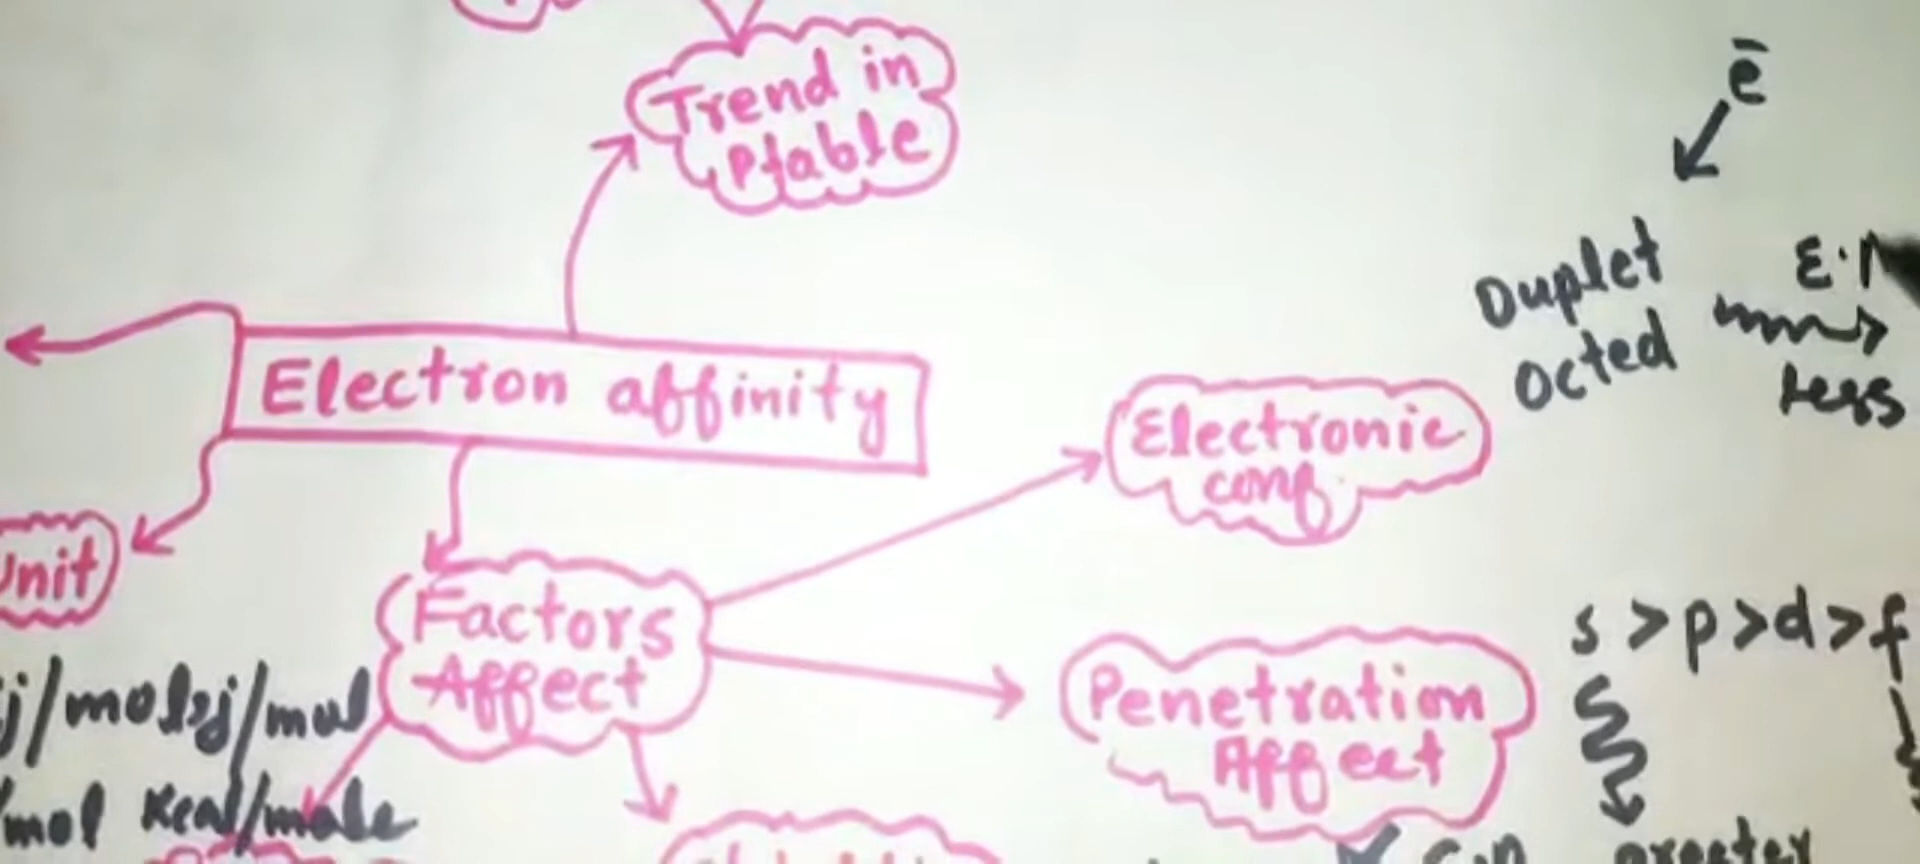 Trend in
Ptable
ē
Duplet
Octed
E.N
less
Electron affinity
Electronic
conf.
Unit
Factors
Affect
s > p > d > f
Penetration
Affect
j/mol
j/mol
/mol Kcal/mole
greater